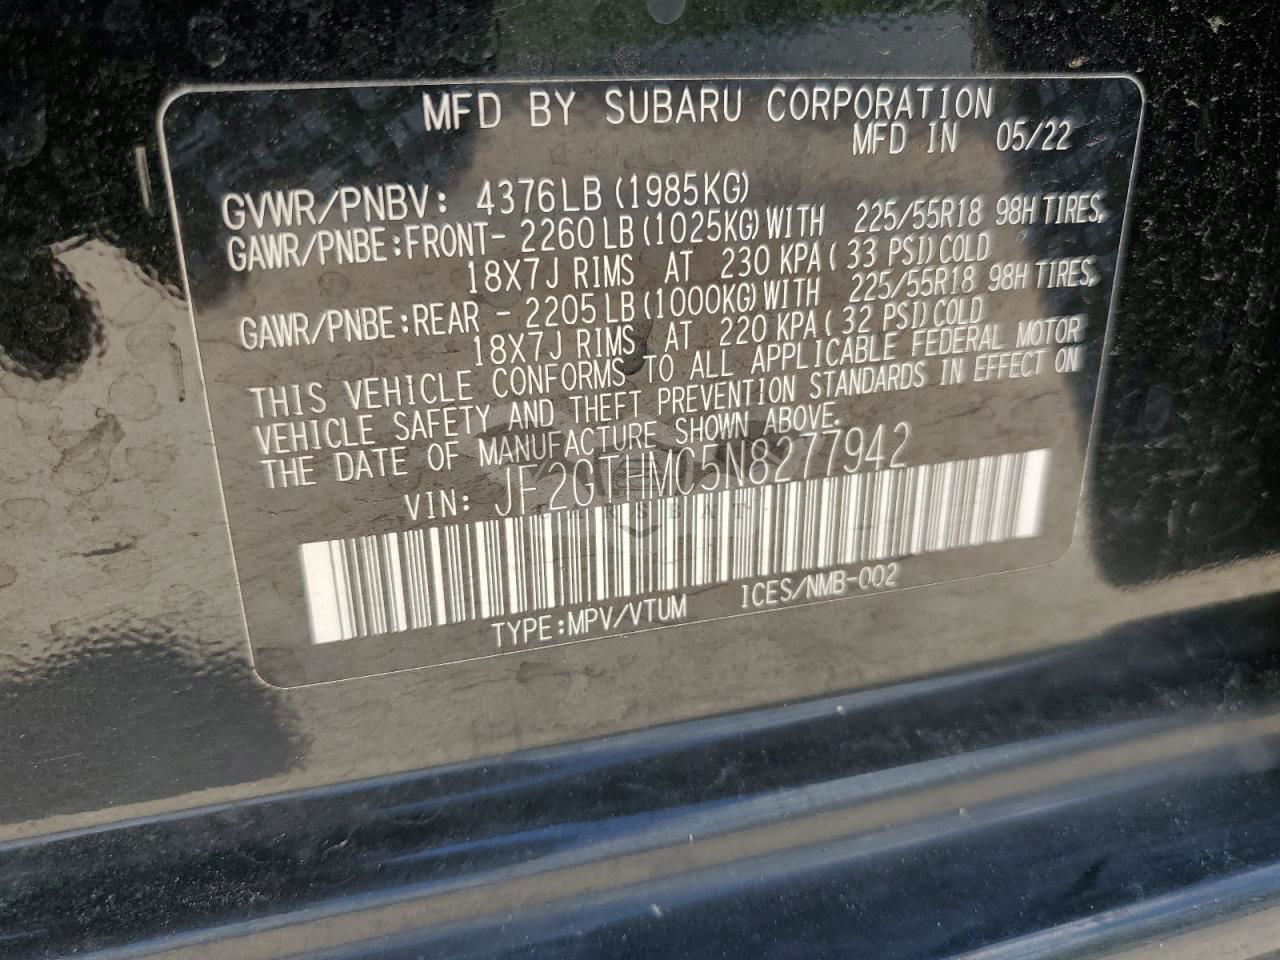 MFD BY SUBARU CORPORATION
MFD IN 05/22
GVWR/PNBV: 4376LB (1985KG)
GAWR/PNBE:FRONT- 2260 LB (1025KG) WITH 225/55R18 98H TIRES,
18X7J RIMS AT 230 KPA ( 33 PSI) COLD
GAWR/PNBE:REAR - 2205 LB (1000KG) WITH 225/55R18 98H TIRES,
18X7J RIMS AT 220 KPA ( 32 PSI) COLD
THIS VEHICLE CONFORMS TO ALL APPLICABLE FEDERAL MOTOR
VEHICLE SAFETY AND THEFT PREVENTION STANDARDS IN EFFECT ON
THE DATE OF MANUFACTURE SHOWN ABOVE.
VIN: JF2GTHMC5N8277942
TYPE:MPV/VTUM ICES/NMB-002